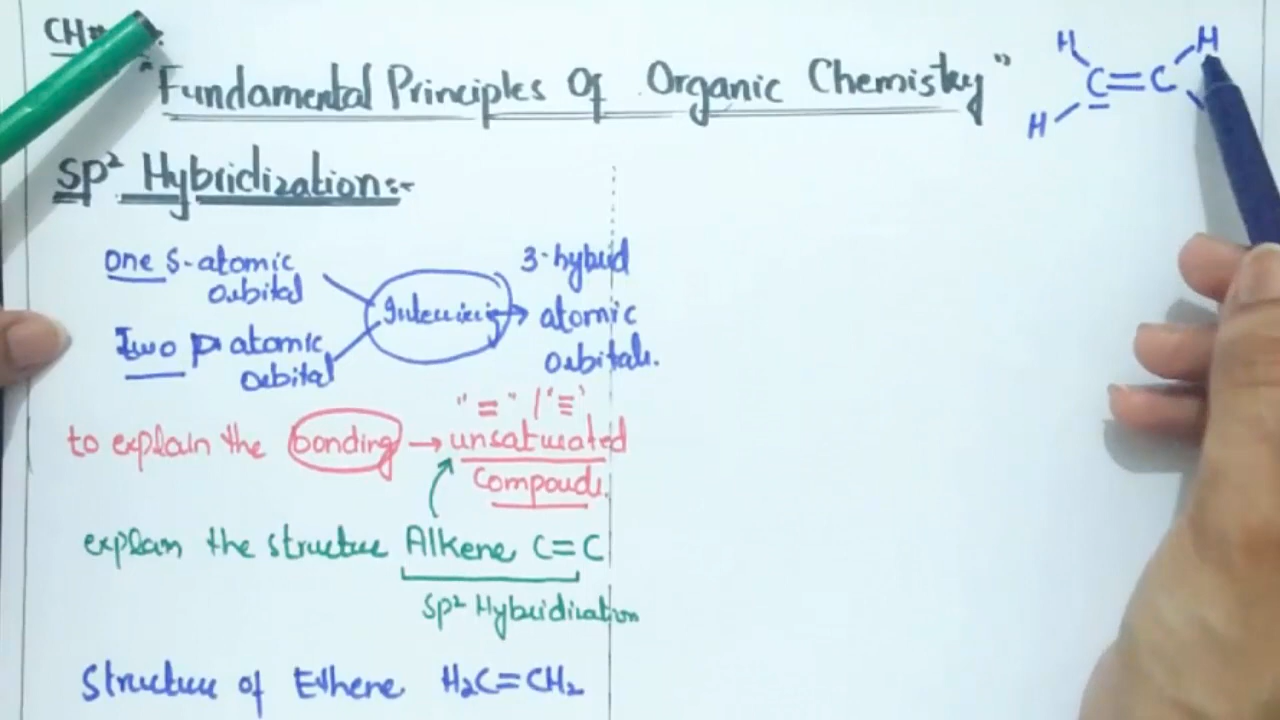 "Fundamental Principles Of Organic Chemistry"
SP² Hybridization:-
One S-atomic orbital
Two p atomic orbital
3-hybrid atomic orbitals.
"=" / "≡"
to explain the bonding → unsaturated
Compouds.
explain the structure Alkene C=C
SP² Hybridization
Structure of Ethene H₂C=CH₂
H H
C=C
H